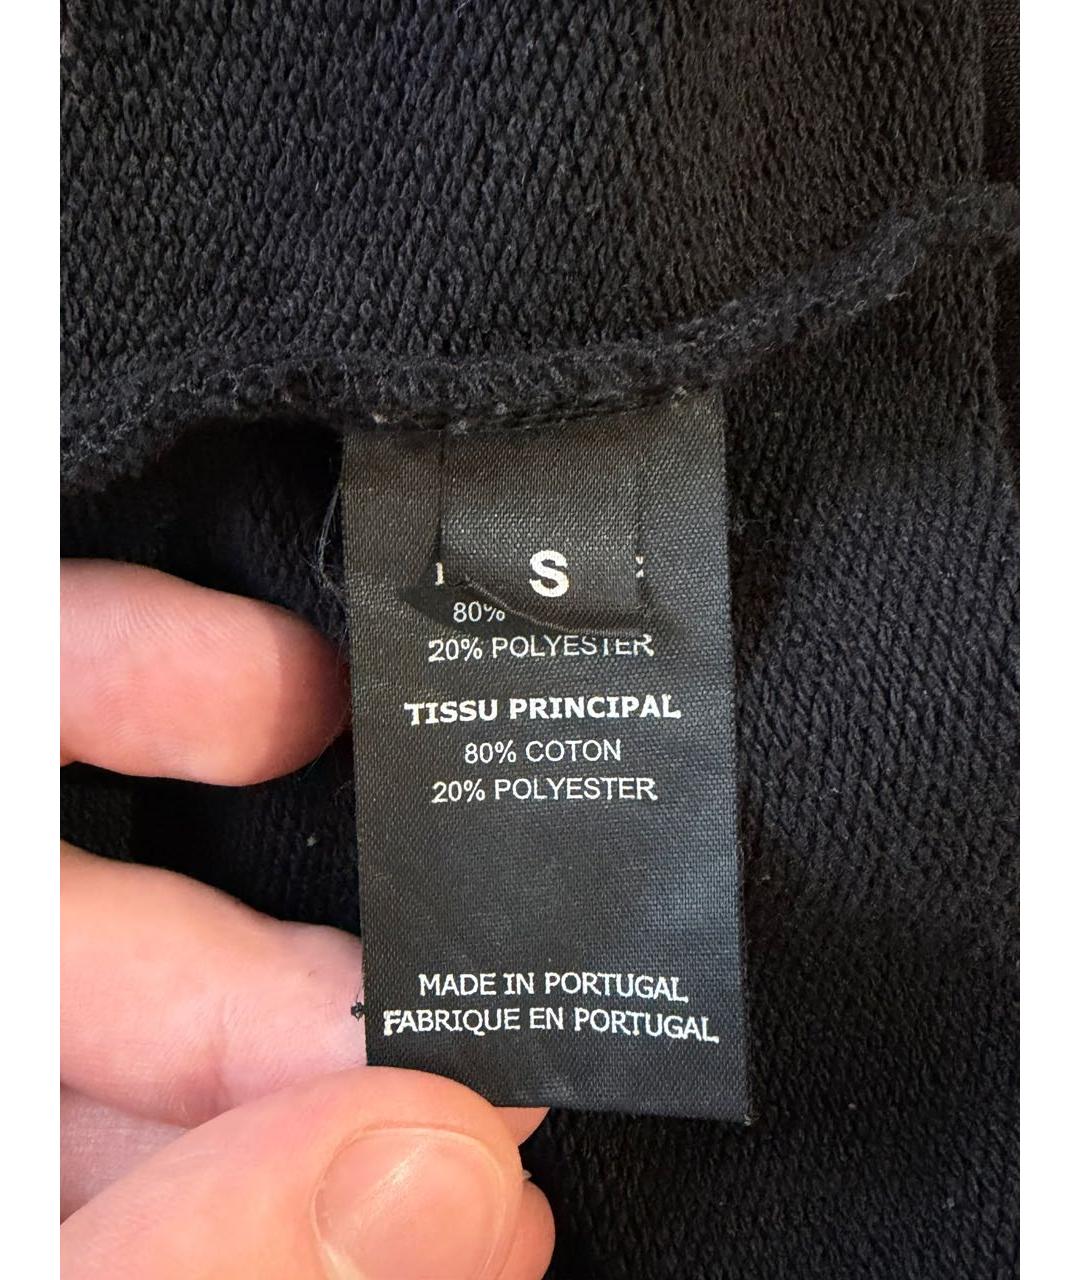 S
80%
20% POLYESTER
TISSU PRINCIPAL
80% COTON
20% POLYESTER
MADE IN PORTUGAL
FABRIQUE EN PORTUGAL